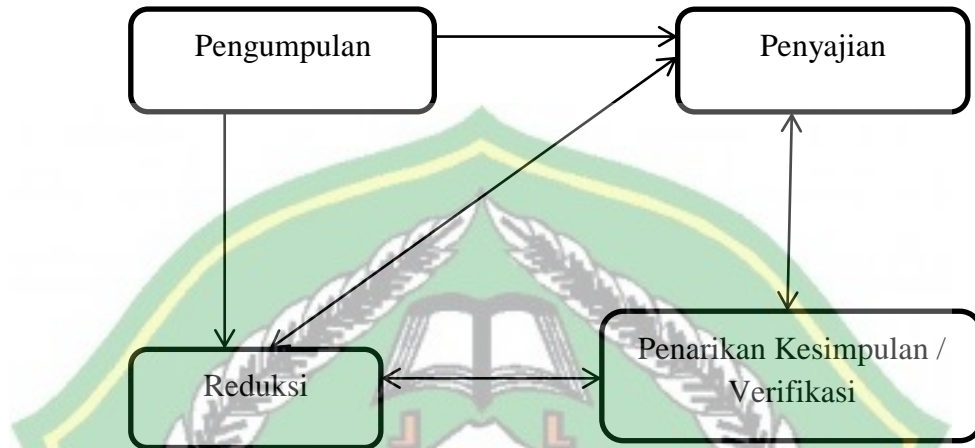 Pengumpulan
Penyajian
Reduksi
Penarikan Kesimpulan /
Verifikasi